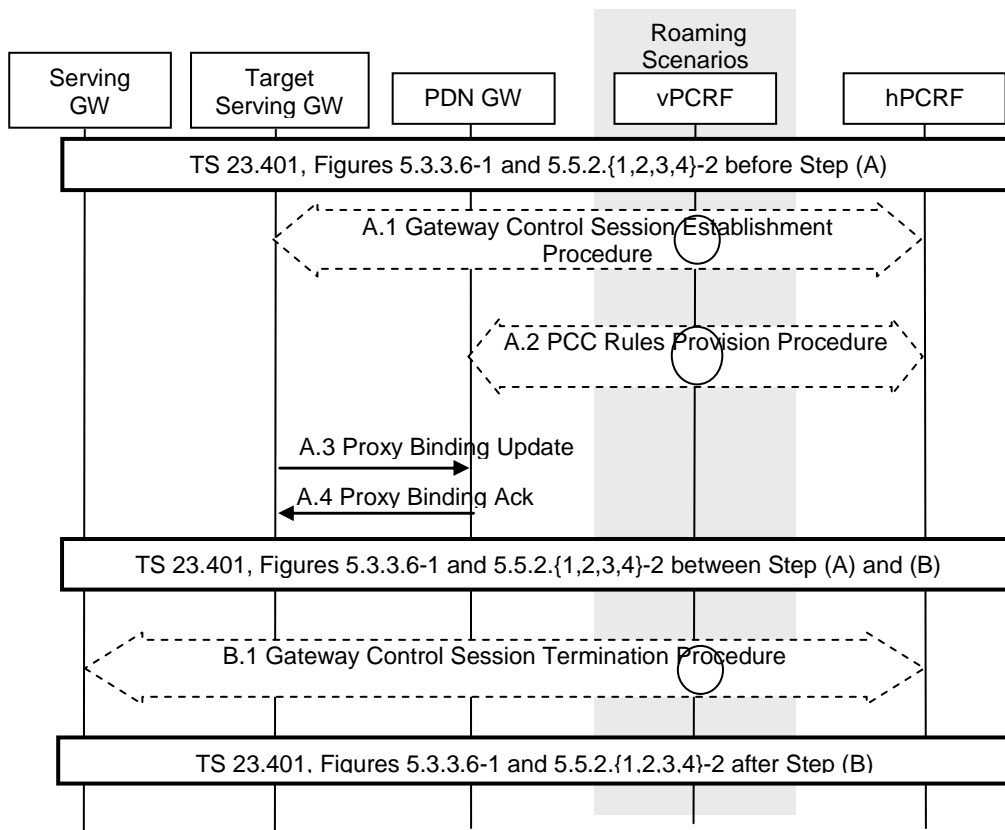 Roaming
Scenarios
Serving
GW
Target
Serving GW
PDN GW
vPCRF
hPCRF
TS 23.401, Figures 5.3.3.6-1 and 5.5.2.{1,2,3,4}-2 before Step (A)
A.1 Gateway Control Session Establishment
Procedure
A.2 PCC Rules Provision Procedure
A.3 Proxy Binding Update
A.4 Proxy Binding Ack
TS 23.401, Figures 5.3.3.6-1 and 5.5.2.{1,2,3,4}-2 between Step (A) and (B)
B.1 Gateway Control Session Termination Procedure
TS 23.401, Figures 5.3.3.6-1 and 5.5.2.{1,2,3,4}-2 after Step (B)